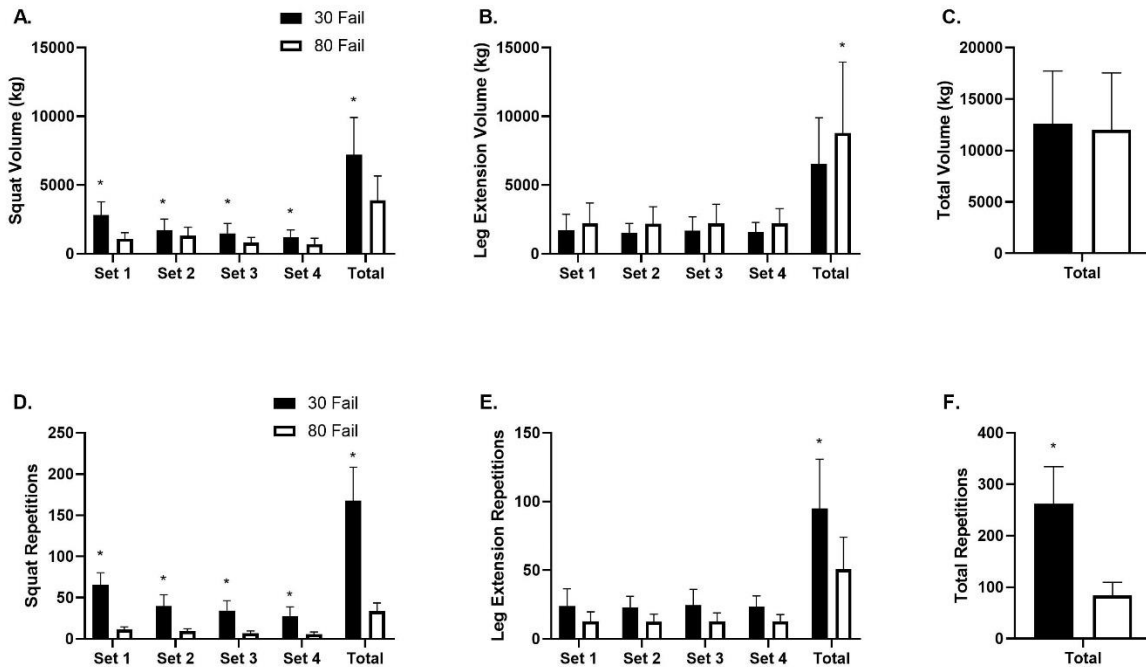 A.
30 Fail
80 Fail
Squat Volume (kg)
15000
10000
5000
0
*
*
*
*
*
Set 1 Set 2 Set 3 Set 4 Total
B.
Leg Extension Volume (kg)
15000
10000
5000
0
*
Set 1 Set 2 Set 3 Set 4 Total
C.
Total Volume (kg)
20000
15000
10000
5000
0
Total
D.
30 Fail
80 Fail
Squat Repetitions
250
200
150
100
50
0
*
*
*
*
*
Set 1 Set 2 Set 3 Set 4 Total
E.
Leg Extension Repetitions
150
100
50
0
*
Set 1 Set 2 Set 3 Set 4 Total
F.
Total Repetitions
400
300
200
100
0
*
Total